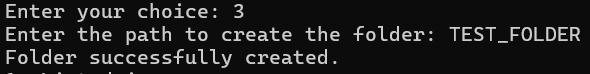 Enter your choice: 3
Enter the path to create the folder: TEST_FOLDER
Folder successfully created.